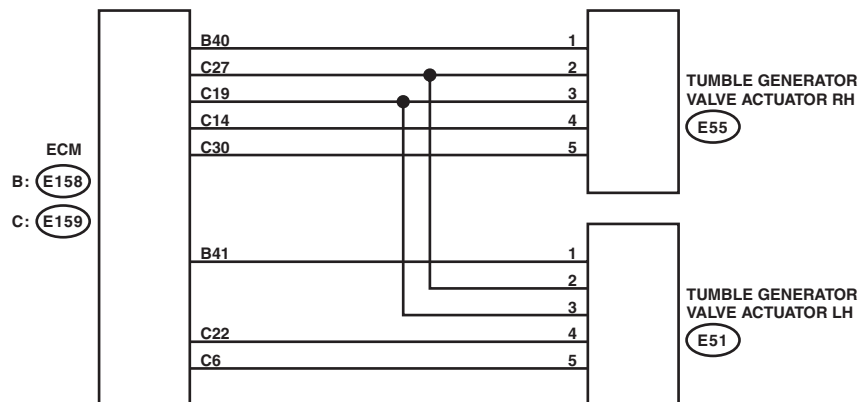 B40 1
C27 2
C19 3
C14 4
C30 5
TUMBLE GENERATOR
VALVE ACTUATOR RH
E55
ECM
B: E158
C: E159
B41 1
2
3
C22 4
C6 5
TUMBLE GENERATOR
VALVE ACTUATOR LH
E51